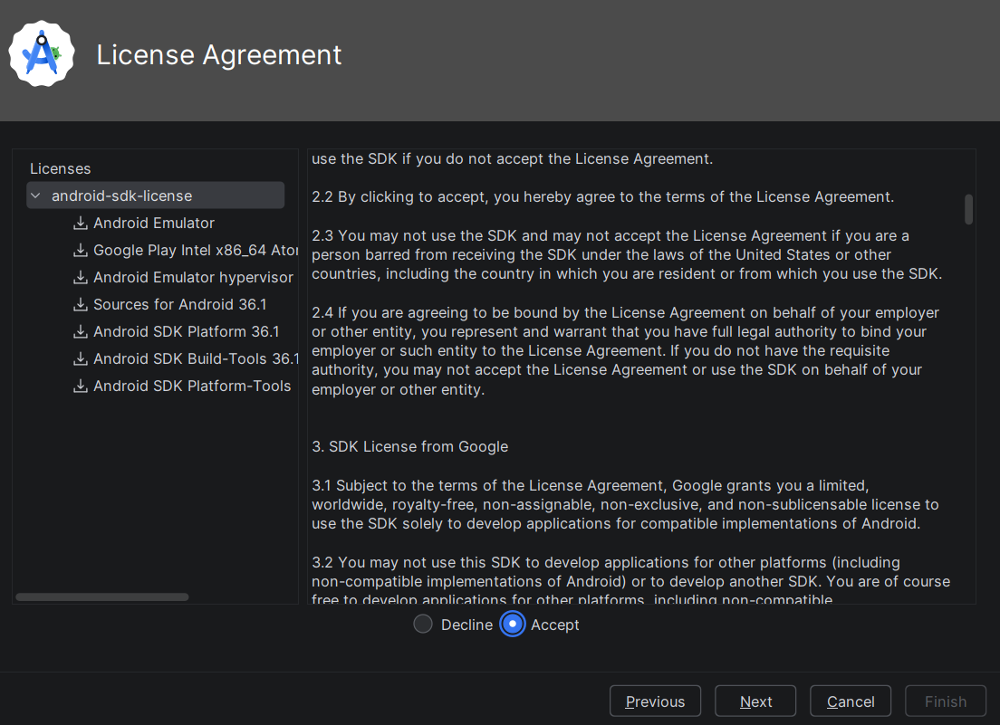 License Agreement
Licenses
android-sdk-license
Android Emulator
Google Play Intel x86_64
Android Emulator hypervisor
Sources for Android 36.1
Android SDK Platform 36.1
Android SDK Build-Tools 36.1
Android SDK Platform-Tools
use the SDK if you do not accept the License Agreement.
2.2 By clicking to accept, you hereby agree to the terms of the License Agreement.
2.3 You may not use the SDK and may not accept the License Agreement if you are a
person barred from receiving the SDK under the laws of the United States or other
countries, including the country in which you are resident or from which you use the SDK.
2.4 If you are agreeing to be bound by the License Agreement on behalf of your employer
or other entity, you represent and warrant that you have full legal authority to bind your
employer or such entity to the License Agreement. If you do not have the requisite
authority, you may not accept the License Agreement or use the SDK on behalf of your
employer or other entity.
3. SDK License from Google
3.1 Subject to the terms of the License Agreement, Google grants you a limited,
worldwide, royalty-free, non-assignable, non-exclusive, and non-sublicensable license to
use the SDK solely to develop applications for compatible implementations of Android.
3.2 You may not use this SDK to develop applications for other platforms (including
non-compatible implementations of Android) or to develop another SDK. You are of course
free to develop applications for other platforms, including non-compatible
Decline
Accept
Previous
Next
Cancel
Finish